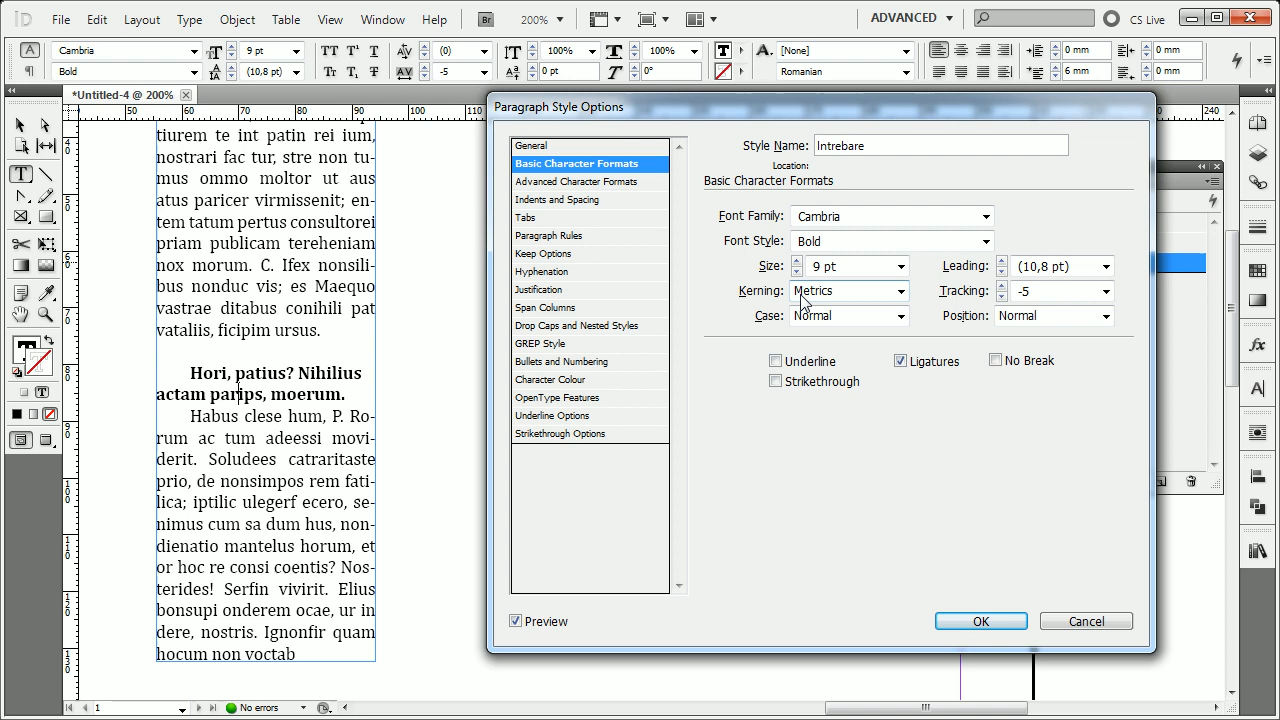 iD File Edit Layout Type Object Table View Window Help Br 200% ADVANCED CS Live
Cambria 9 pt (0) 100% 100% [None] 0 mm 0 mm
Bold (10,8 pt) -5 0 pt 0° Romanian 6 mm 0 mm
*Untitled-4 @ 200%
50 60 70 80 90 100 110 240
tiurem te int patin rei ium,
nostrari fac tur, stre non tu-
mus ommo moltor ut aus
atus paricer virmissenit; en-
tem tatum pertus consultorei
priam publicam tereheniam
nox morum. C. Ifex nonsili-
bus nonduc vis; es Maequo
vastrae ditabus conihili pat
vataliis, ficipim ursus.
Hori, patius? Nihilius
actam parips, moerum.
Habus clese hum, P. Ro-
rum ac tum adeessi movi-
derit. Soludees catraritaste
prio, de nonsimpos rem fati-
lica; iptilic ulegerf ecero, se-
nimus cum sa dum hus, non-
dienatio mantelus horum, et
or hoc re consi coentis? Nos-
terides! Serfin vivirit. Elius
bonsupi onderem ocae, ur in
dere, nostris. Ignonfir quam
hocum non voctab
Paragraph Style Options
General
Basic Character Formats
Advanced Character Formats
Indents and Spacing
Tabs
Paragraph Rules
Keep Options
Hyphenation
Justification
Span Columns
Drop Caps and Nested Styles
GREP Style
Bullets and Numbering
Character Colour
OpenType Features
Underline Options
Strikethrough Options
Style Name: Intrebare
Location:
Basic Character Formats
Font Family: Cambria
Font Style: Bold
Size: 9 pt Leading: (10,8 pt)
Kerning: Metrics Tracking: -5
Case: Normal Position: Normal
Underline Ligatures No Break
Strikethrough
Preview OK Cancel
1 No errors